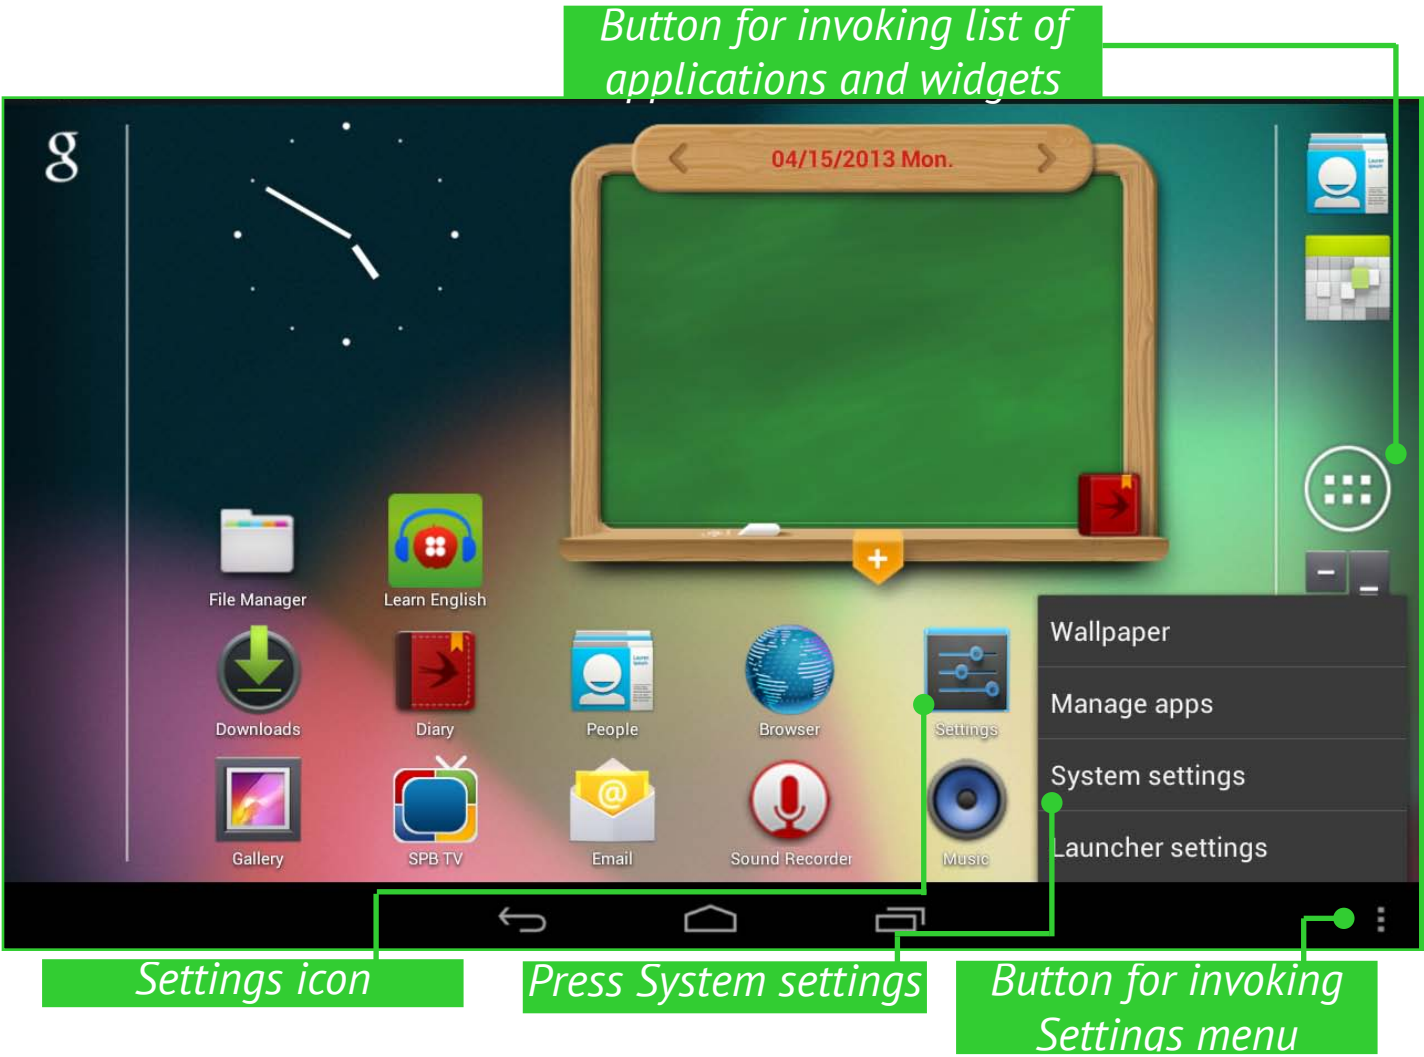 Button for invoking list of
applications and widgets
g
04/15/2013 Mon.
File Manager
Learn English
Downloads
Diary
People
Browser
Settings
Gallery
SPB TV
Email
Sound Recorder
Music
Wallpaper
Manage apps
System settings
Launcher settings
Settings icon
Press System settings
Button for invoking
Settings menu